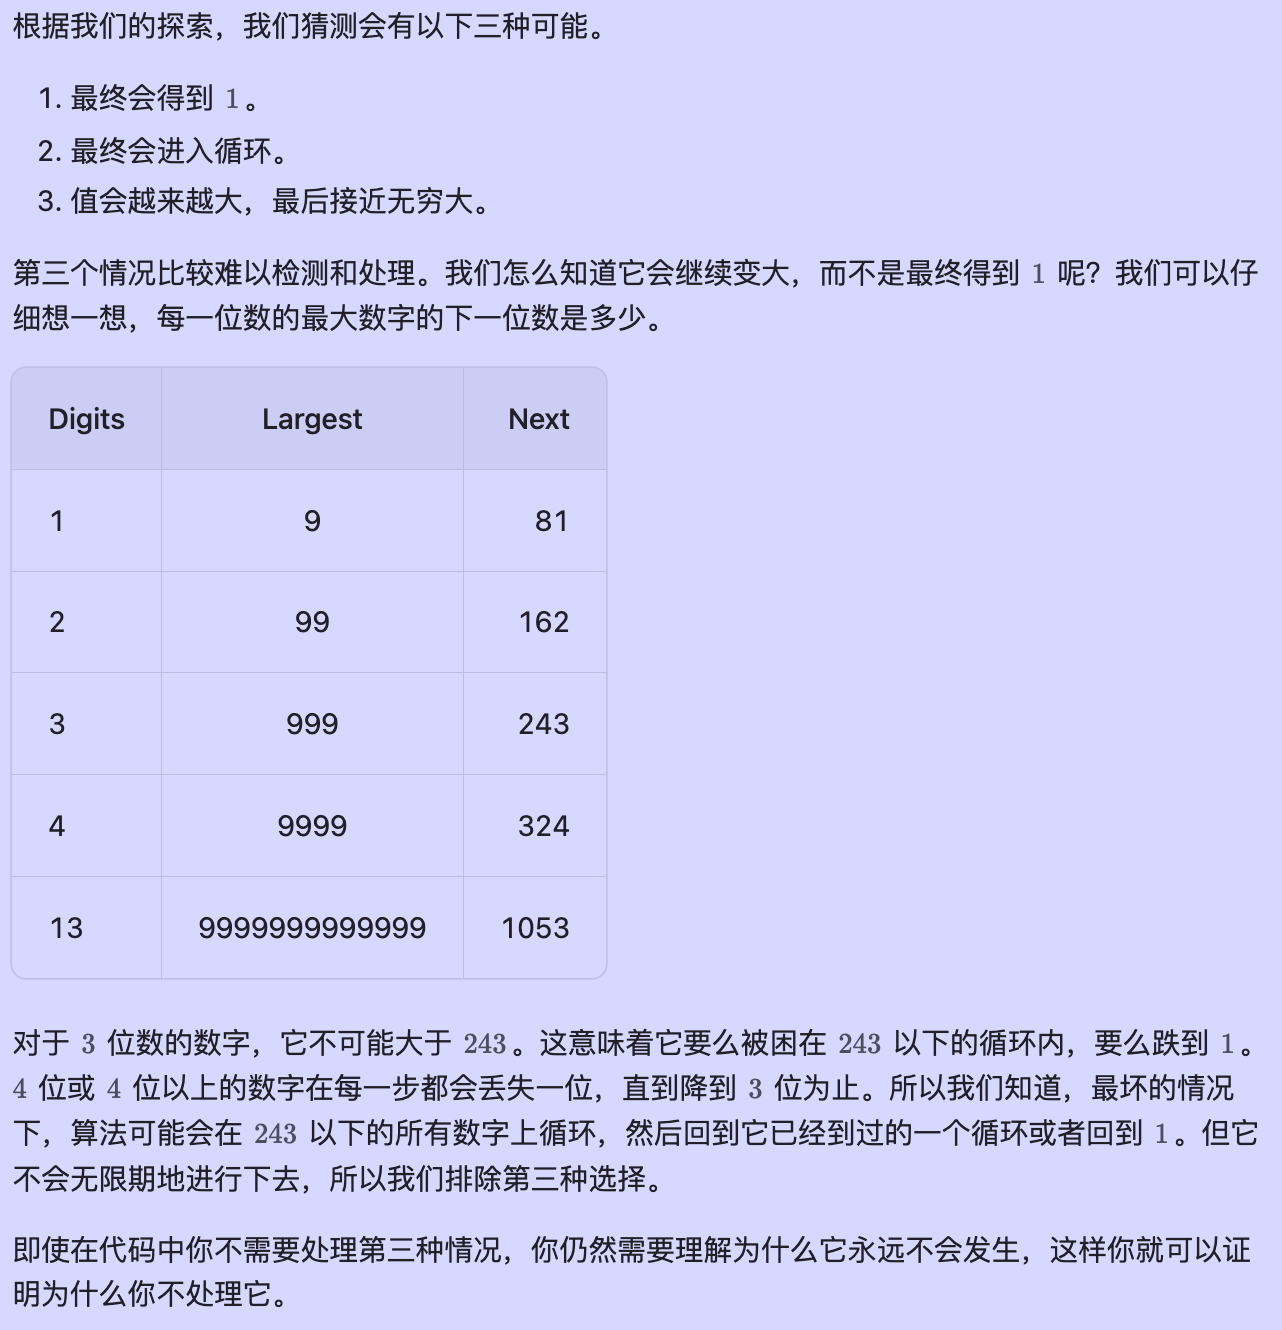 根据我们的探索，我们猜测会有以下三种可能。
1. 最终会得到 1。
2. 最终会进入循环。
3. 值会越来越大，最后接近无穷大。
第三个情况比较难以检测和处理。我们怎么知道它会继续变大，而不是最终得到 1 呢？我们可以仔
细想一想，每一位数的最大数字的下一位数是多少。
Digits Largest Next
1 9 81
2 99 162
3 999 243
4 9999 324
13 9999999999999 1053
对于 3 位数的数字，它不可能大于 243。这意味着它要么被困在 243 以下的循环内，要么跌到 1。
4 位或 4 位以上的数字在每一步都会丢失一位，直到降到 3 位为止。所以我们知道，最坏的情况
下，算法可能会在 243 以下的所有数字上循环，然后回到它已经到过的一个循环或者回到 1。但它
不会无限期地进行下去，所以我们排除第三种选择。
即使在代码中你不需要处理第三种情况，你仍然需要理解为什么它永远不会发生，这样你就可以证
明为什么你不处理它。